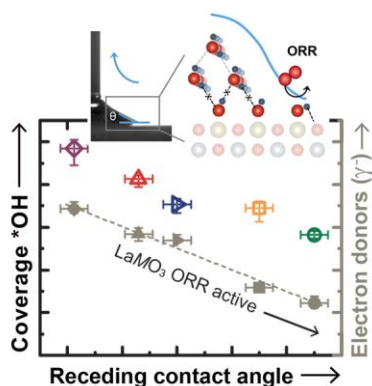 ORR
θ
Coverage *OH
LaMO₃ ORR active
Electron donors (γ⁻)
Receding contact angle